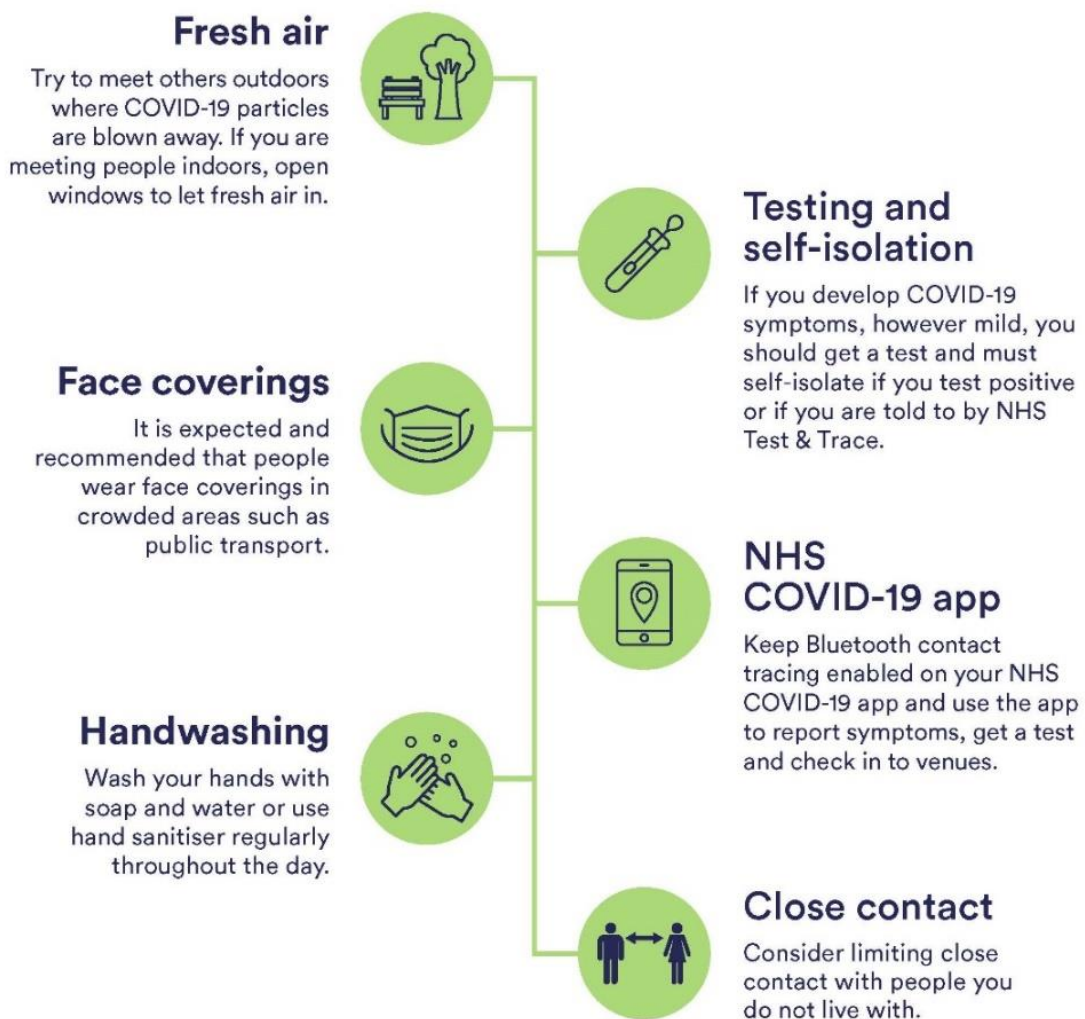 Fresh air
Try to meet others outdoors
where COVID-19 particles
are blown away. If you are
meeting people indoors, open
windows to let fresh air in.
Testing and
self-isolation
If you develop COVID-19
symptoms, however mild, you
should get a test and must
self-isolate if you test positive
or if you are told to by NHS
Test & Trace.
Face coverings
It is expected and
recommended that people
wear face coverings in
crowded areas such as
public transport.
NHS
COVID-19 app
Keep Bluetooth contact
tracing enabled on your NHS
COVID-19 app and use the app
to report symptoms, get a test
and check in to venues.
Handwashing
Wash your hands with
soap and water or use
hand sanitiser regularly
throughout the day.
Close contact
Consider limiting close
contact with people you
do not live with.